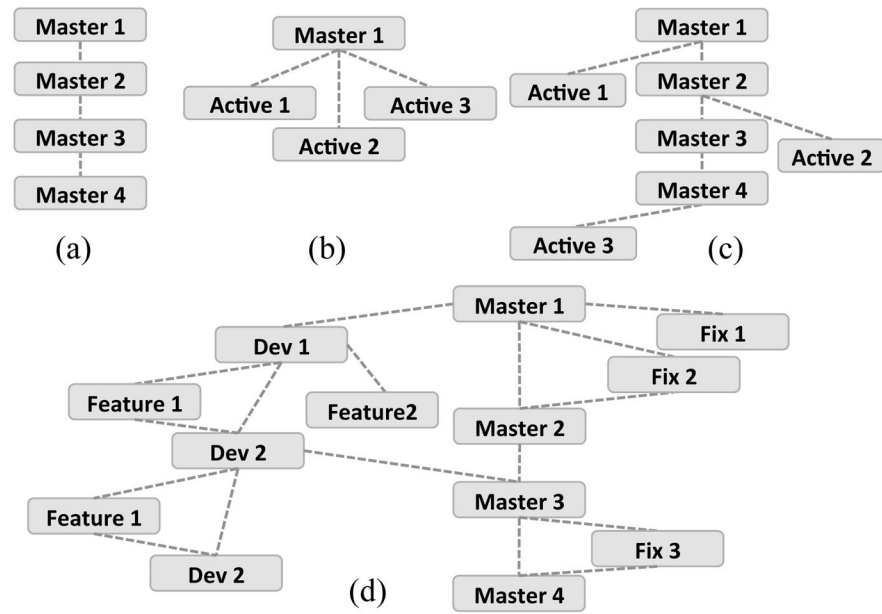 Master 1
Master 2
Master 3
Master 4
(a)
Master 1
Active 1
Active 3
Active 2
(b)
Master 1
Active 1
Master 2
Master 3
Active 2
Master 4
Active 3
(c)
Master 1
Fix 1
Dev 1
Fix 2
Feature 1
Feature2
Master 2
Dev 2
Master 3
Feature 1
Fix 3
Dev 2
Master 4
(d)